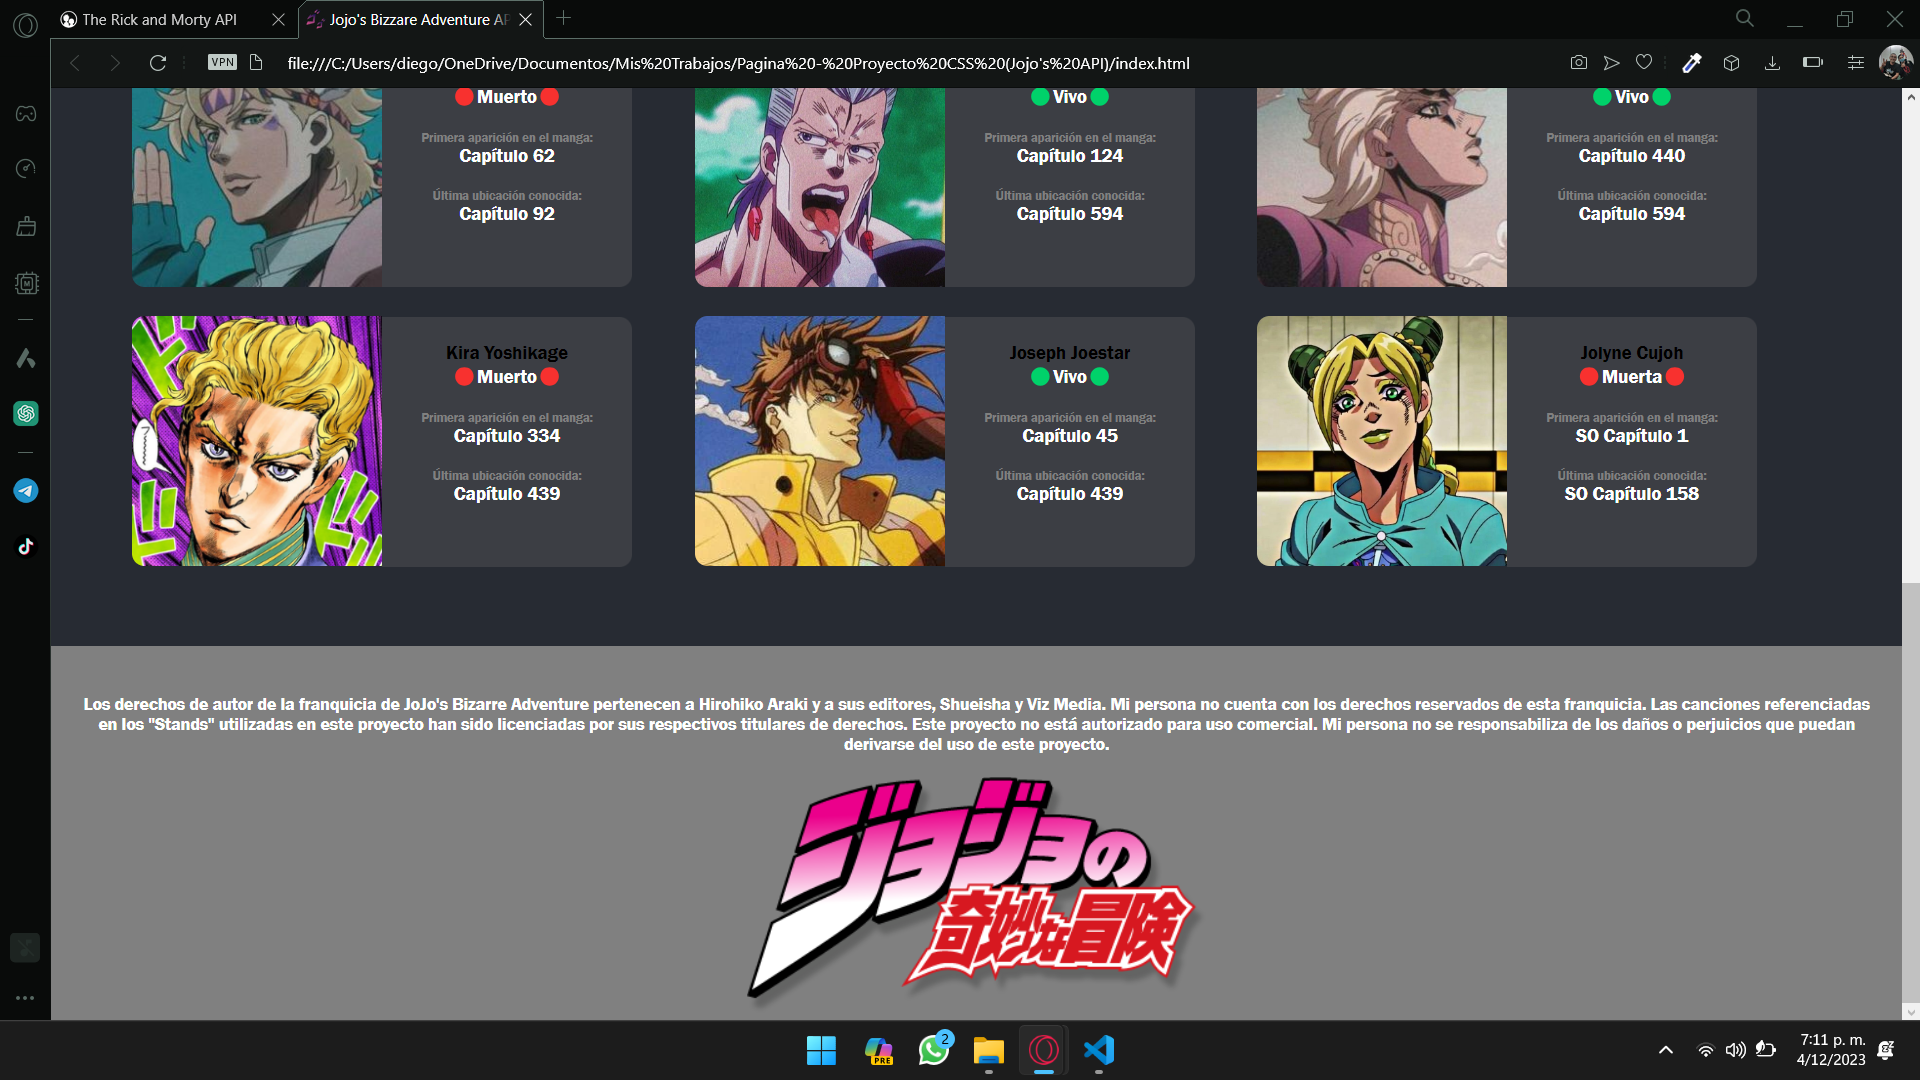 The Rick and Morty API
Jojo's Bizzare Adventure AP
VPN
file:///C:/Users/diego/OneDrive/Documentos/Mis%20Trabajos/Pagina%20-%20Proyecto%20CSS%20(Jojo's%20API)/index.html
Muerto
Primera aparición en el manga:
Capítulo 62
Última ubicación conocida:
Capítulo 92
Vivo
Primera aparición en el manga:
Capítulo 124
Última ubicación conocida:
Capítulo 594
Vivo
Primera aparición en el manga:
Capítulo 440
Última ubicación conocida:
Capítulo 594
ドド
ドド
Kira Yoshikage
Muerto
Primera aparición en el manga:
Capítulo 334
Última ubicación conocida:
Capítulo 439
Joseph Joestar
Vivo
Primera aparición en el manga:
Capítulo 45
Última ubicación conocida:
Capítulo 439
Jolyne Cujoh
Muerta
Primera aparición en el manga:
SO Capítulo 1
Última ubicación conocida:
SO Capítulo 158
Los derechos de autor de la franquicia de JoJo's Bizarre Adventure pertenecen a Hirohiko Araki y a sus editores, Shueisha y Viz Media. Mi persona no cuenta con los derechos reservados de esta franquicia. Las canciones referenciadas
en los "Stands" utilizadas en este proyecto han sido licenciadas por sus respectivos titulares de derechos. Este proyecto no está autorizado para uso comercial. Mi persona no se responsabiliza de los daños o perjuicios que puedan
derivarse del uso de este proyecto.
ジョジョの
奇妙な冒険
PRE
2
7:11 p. m.
4/12/2023